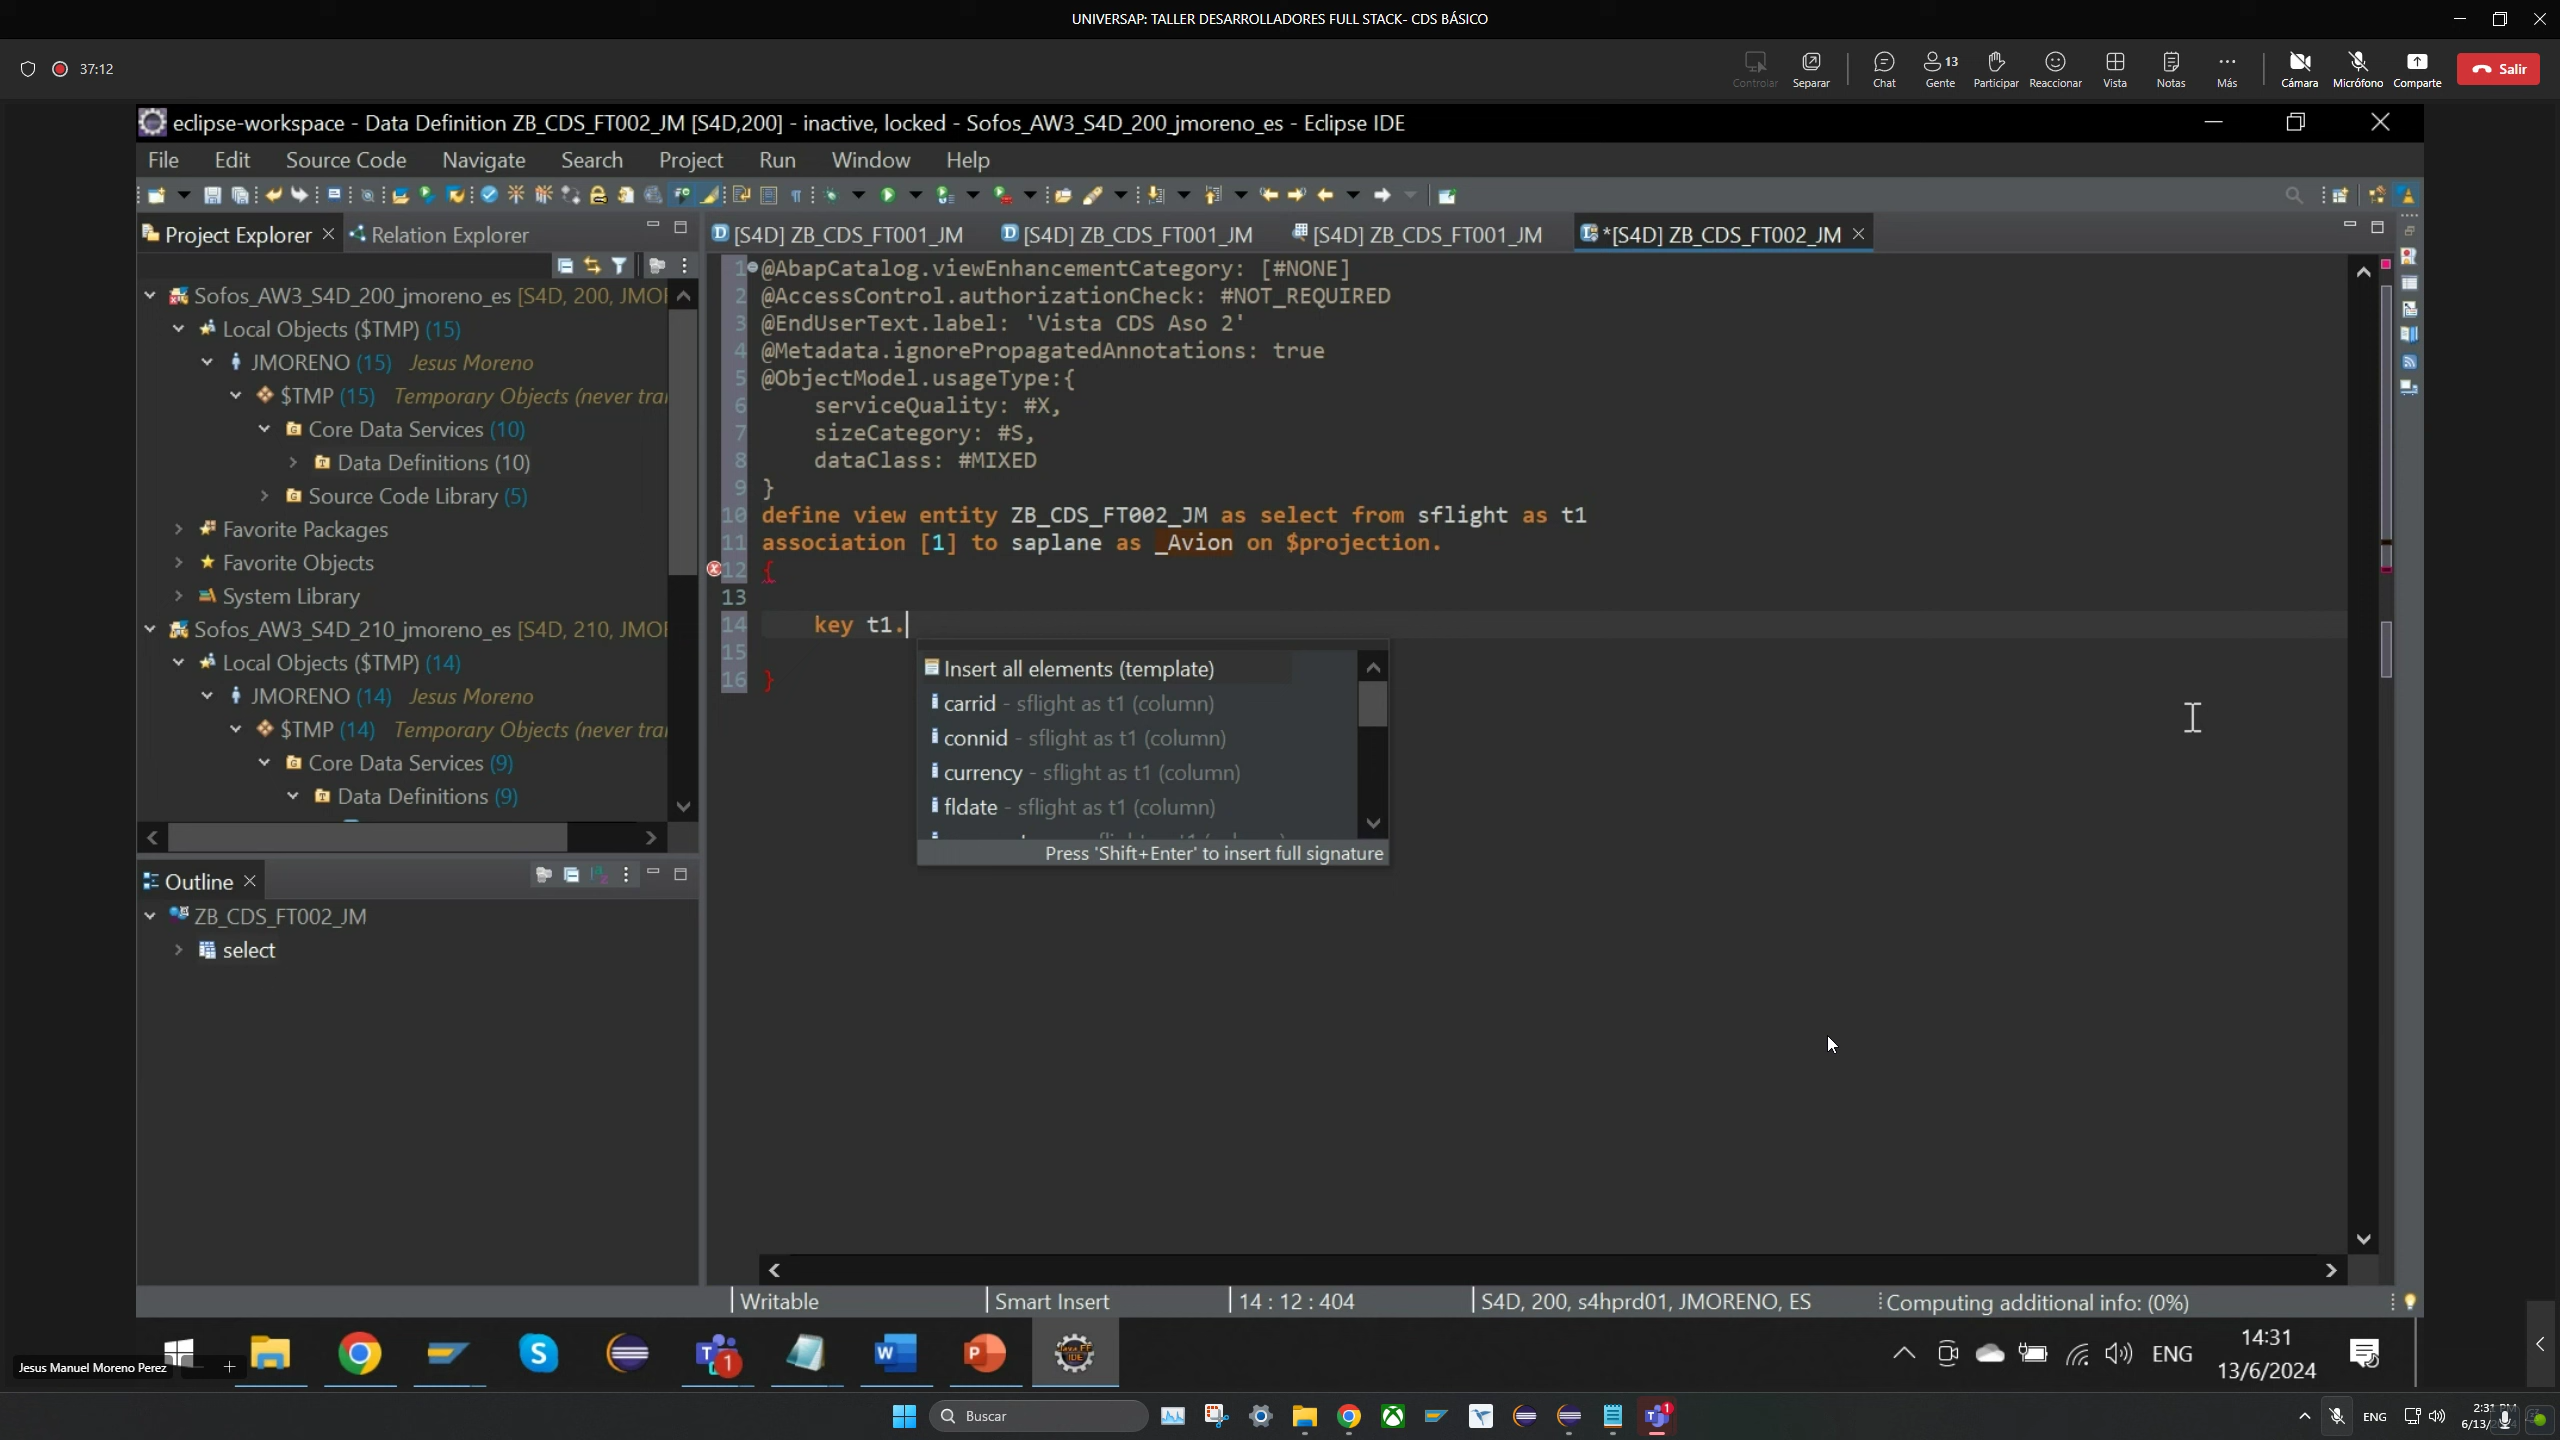 UNIVERSAP: TALLER DESARROLLADORES FULL STACK- CDS BÁSICO
37:12
Controlar
Separar
Chat
Gente
13
Participar
Reaccionar
Vista
Notas
Más
Cámara
Micrófono
Comparte
Salir
eclipse-workspace - Data Definition ZB_CDS_FT002_JM [S4D,200] - inactive, locked - Sofos_AW3_S4D_200_jmoreno_es - Eclipse IDE
File Edit Source Code Navigate Search Project Run Window Help
Project Explorer
Relation Explorer
[S4D] ZB_CDS_FT001_JM
[S4D] ZB_CDS_FT001_JM
[S4D] ZB_CDS_FT001_JM
*[S4D] ZB_CDS_FT002_JM
Sofos_AW3_S4D_200_jmoreno_es [S4D, 200, JMO
Local Objects ($TMP) (15)
JMORENO (15) Jesus Moreno
$TMP (15) Temporary Objects (never tra
Core Data Services (10)
Data Definitions (10)
Source Code Library (5)
Favorite Packages
Favorite Objects
System Library
Sofos_AW3_S4D_210_jmoreno_es [S4D, 210, JMO
Local Objects ($TMP) (14)
JMORENO (14) Jesus Moreno
$TMP (14) Temporary Objects (never tra
Core Data Services (9)
Data Definitions (9)
Outline
ZB_CDS_FT002_JM
select
1 @AbapCatalog.viewEnhancementCategory: [#NONE]
2 @AccessControl.authorizationCheck: #NOT_REQUIRED
3 @EndUserText.label: 'Vista CDS Aso 2'
4 @Metadata.ignorePropagatedAnnotations: true
5 @ObjectModel.usageType:{
6 serviceQuality: #X,
7 sizeCategory: #S,
8 dataClass: #MIXED
9 }
10 define view entity ZB_CDS_FT002_JM as select from sflight as t1
11 association [1] to saplane as _Avion on $projection.
12 {
13
14 key t1.
15
16 }
Insert all elements (template)
carrid - sflight as t1 (column)
connid - sflight as t1 (column)
currency - sflight as t1 (column)
fldate - sflight as t1 (column)
Press 'Shift+Enter' to insert full signature
Writable
Smart Insert
14 : 12 : 404
S4D, 200, s4hprd01, JMORENO, ES
Computing additional info: (0%)
Jesus Manuel Moreno Perez
1
ENG
14:31
13/6/2024
Buscar
1
ENG
2:31
6/13/